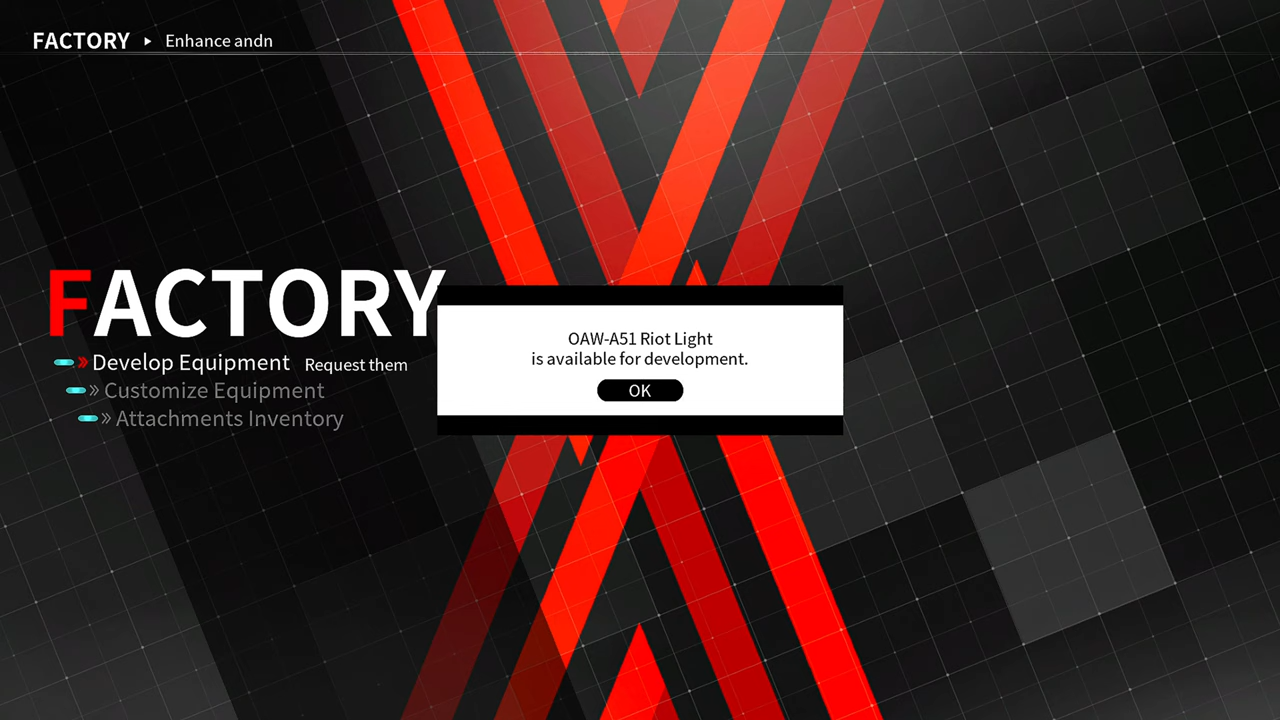 FACTORY ▸ Enhance andn
FACTORY
Develop Equipment Request them
Customize Equipment
Attachments Inventory
OAW-A51 Riot Light
is available for development.
OK